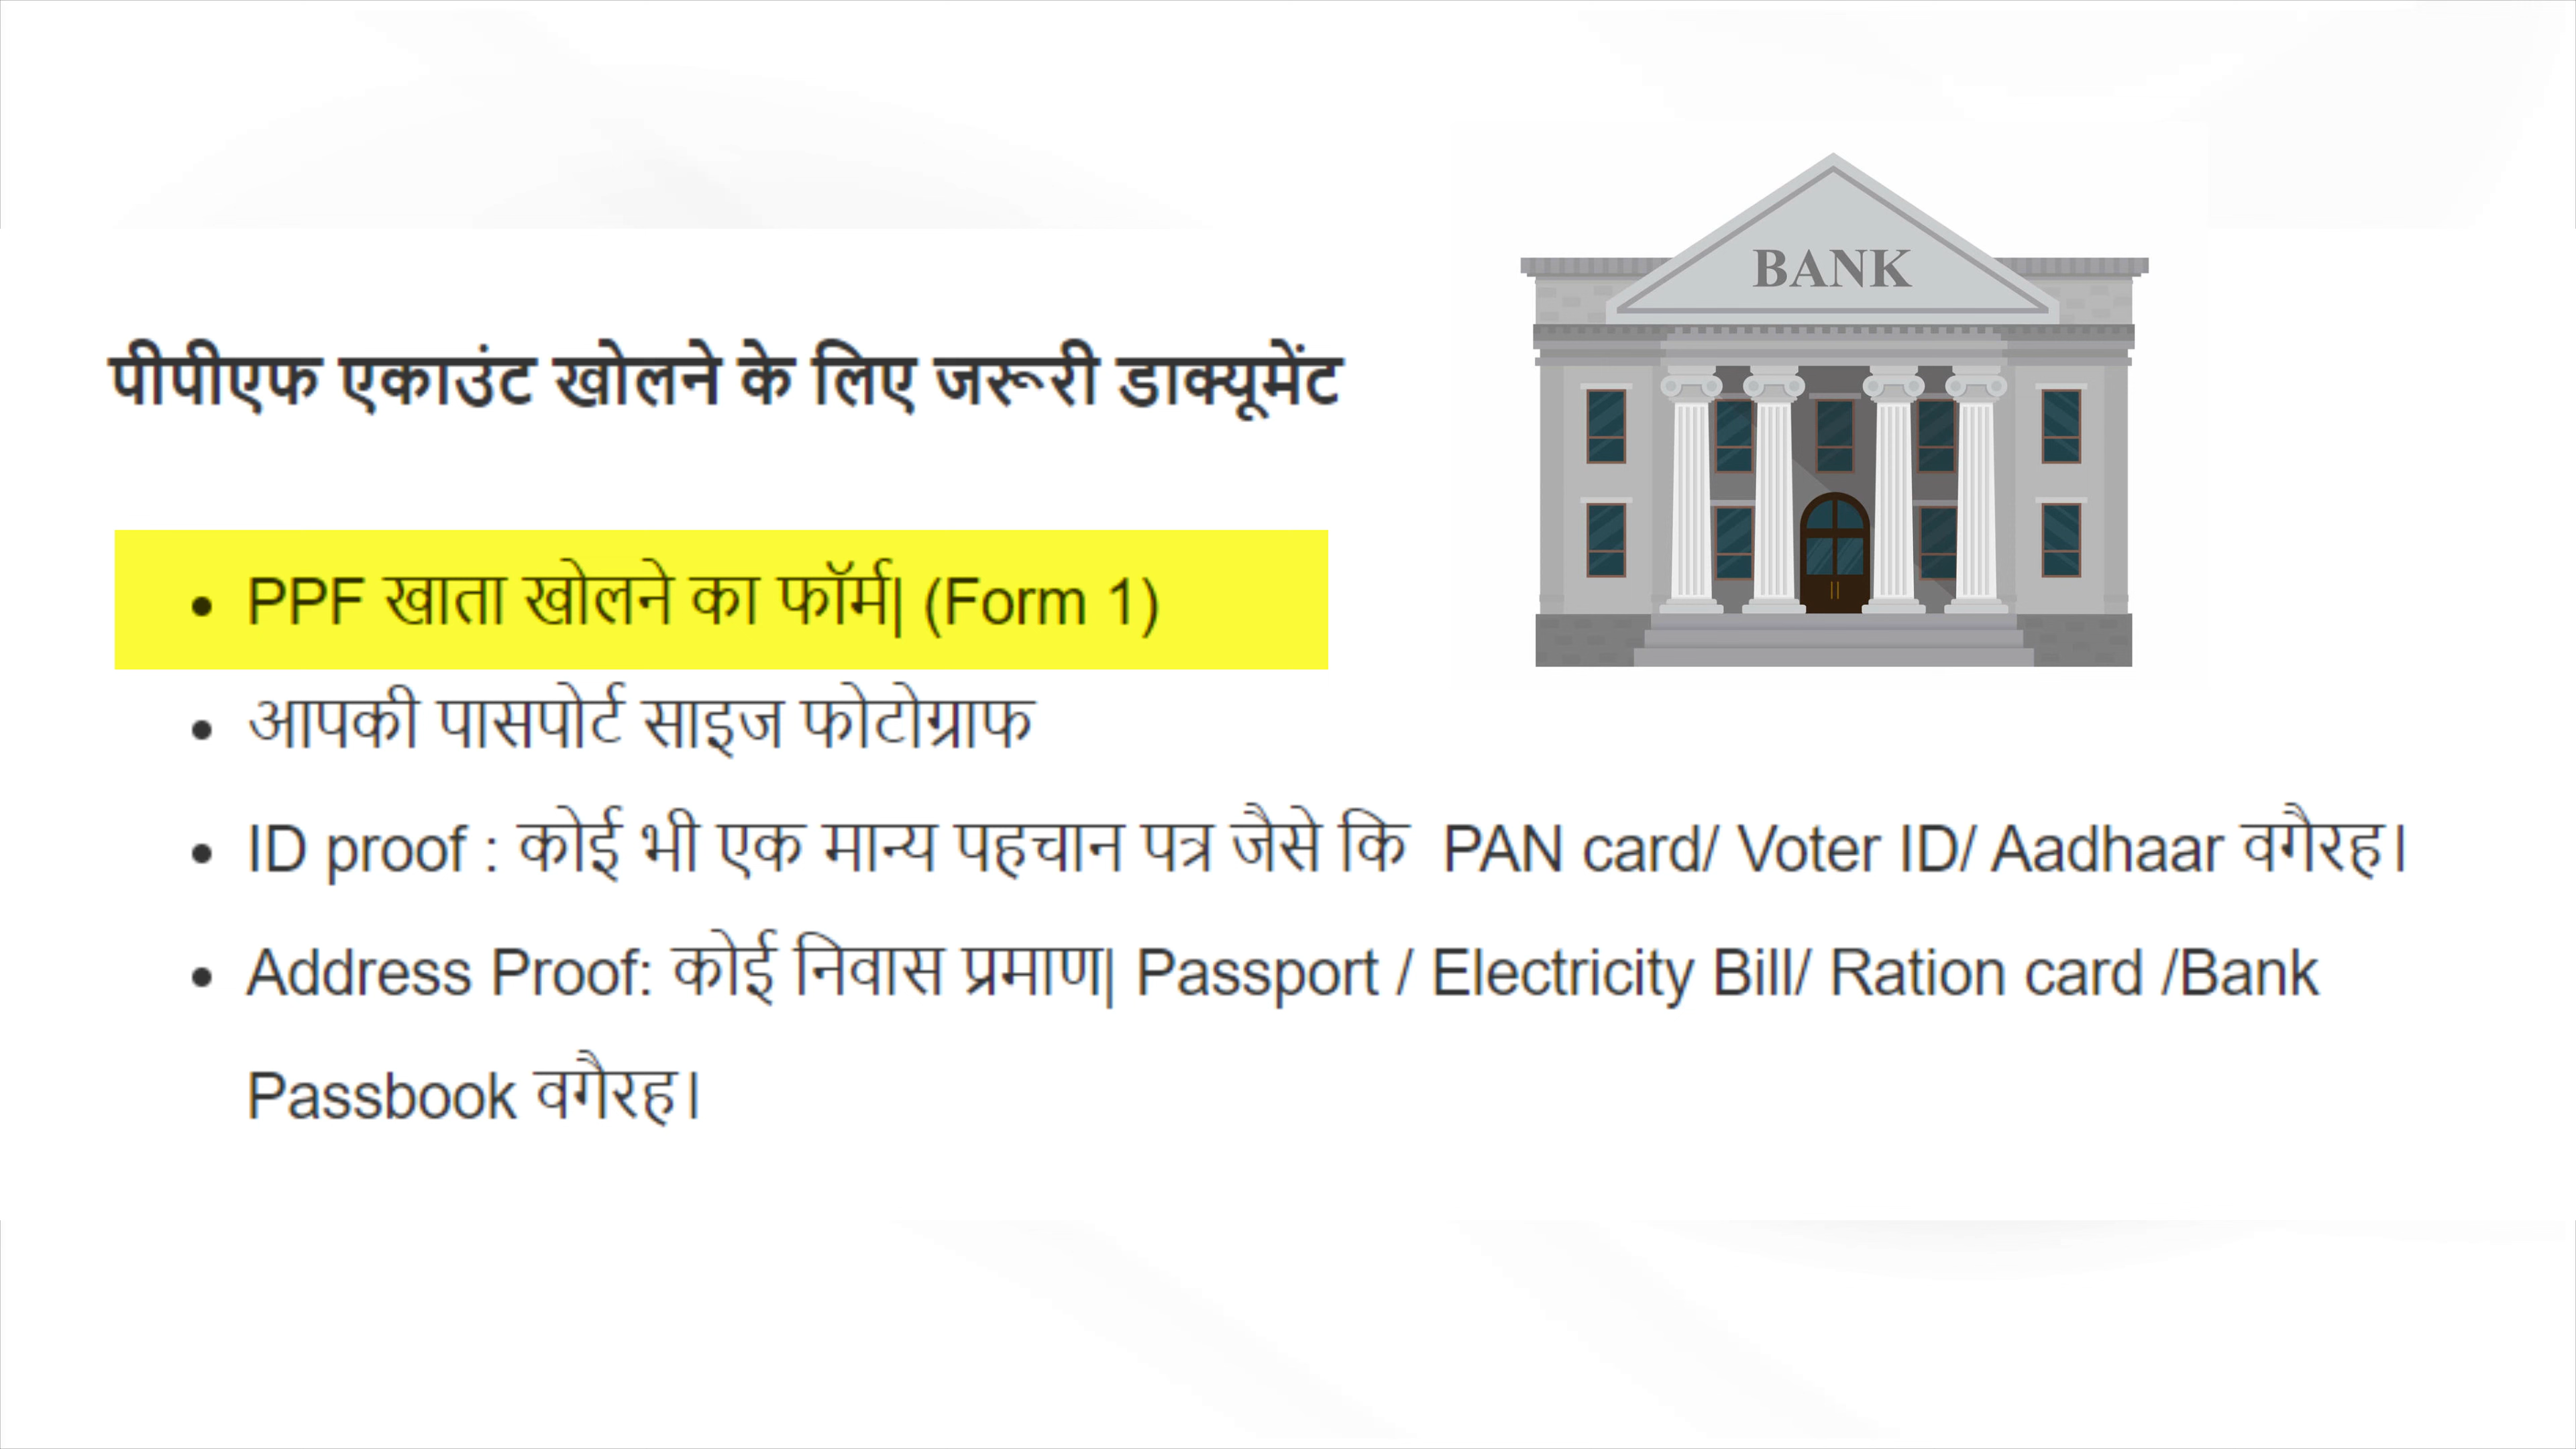 BANK
पीपीएफ एकाउंट खोलने के लिए जरूरी डाक्यूमेंट
• PPF खाता खोलने का फॉर्म| (Form 1)
• आपकी पासपोर्ट साइज फोटोग्राफ
• ID proof : कोई भी एक मान्य पहचान पत्र जैसे कि PAN card/ Voter ID/ Aadhaar वगैरह।
• Address Proof: कोई निवास प्रमाण| Passport / Electricity Bill/ Ration card /Bank
Passbook वगैरह।